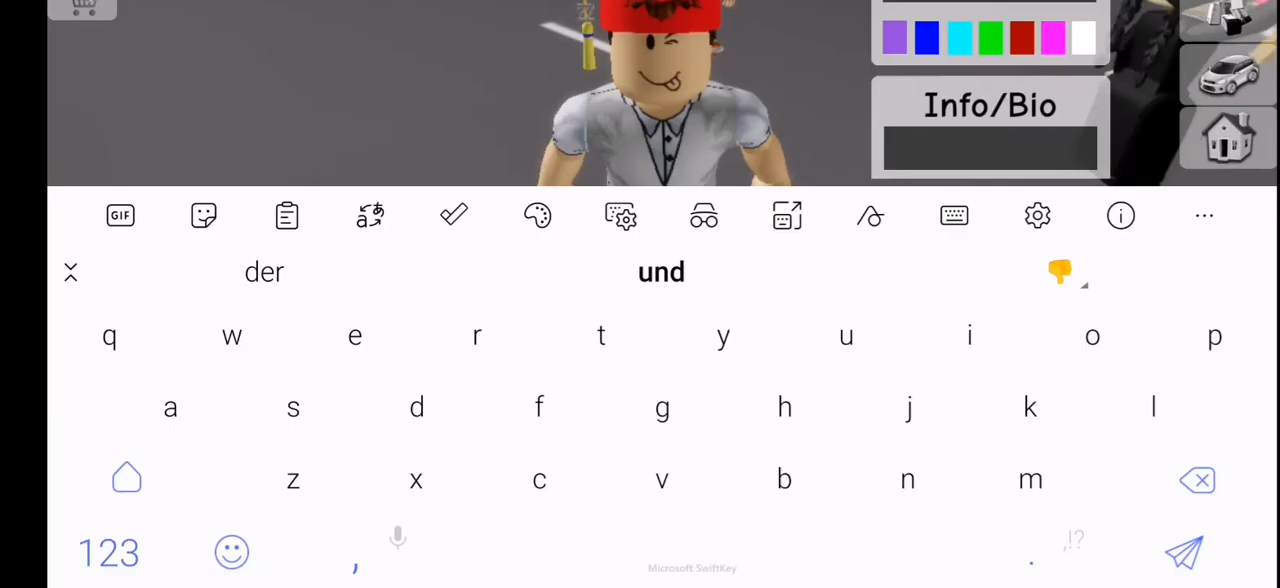 Info/Bio
GIF
der und
q w e r t y u i o p
a s d f g h j k l
z x c v b n m
123 , Microsoft SwiftKey . ,!?